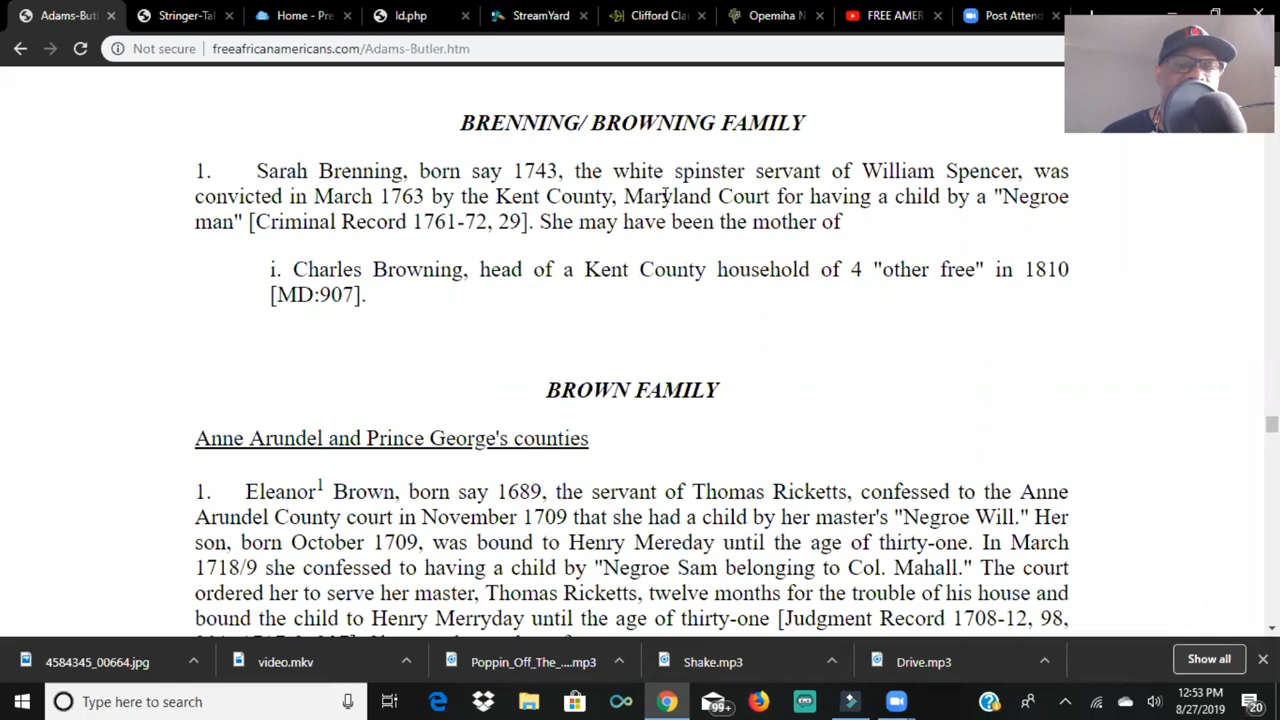 Adams-Butl
Stringer-Tal
Home - Pre
ld.php
StreamYard
Clifford Cla
Opemiha N
FREE AMER
Post Attend
Not secure | freeafricanamericans.com/Adams-Butler.htm
BRENNING/ BROWNING FAMILY
1. Sarah Brenning, born say 1743, the white spinster servant of William Spencer, was
convicted in March 1763 by the Kent County, Maryland Court for having a child by a "Negroe
man" [Criminal Record 1761-72, 29]. She may have been the mother of
i. Charles Browning, head of a Kent County household of 4 "other free" in 1810
[MD:907].
BROWN FAMILY
Anne Arundel and Prince George's counties
1. Eleanor1 Brown, born say 1689, the servant of Thomas Ricketts, confessed to the Anne
Arundel County court in November 1709 that she had a child by her master's "Negroe Will." Her
son, born October 1709, was bound to Henry Mereday until the age of thirty-one. In March
1718/9 she confessed to having a child by "Negroe Sam belonging to Col. Mahall." The court
ordered her to serve her master, Thomas Ricketts, twelve months for the trouble of his house and
bound the child to Henry Merryday until the age of thirty-one [Judgment Record 1708-12, 98,
4584345_00664.jpg
video.mkv
Poppin_Off_The_....mp3
Shake.mp3
Drive.mp3
Show all
Type here to search
99+
12:53 PM
8/27/2019
20